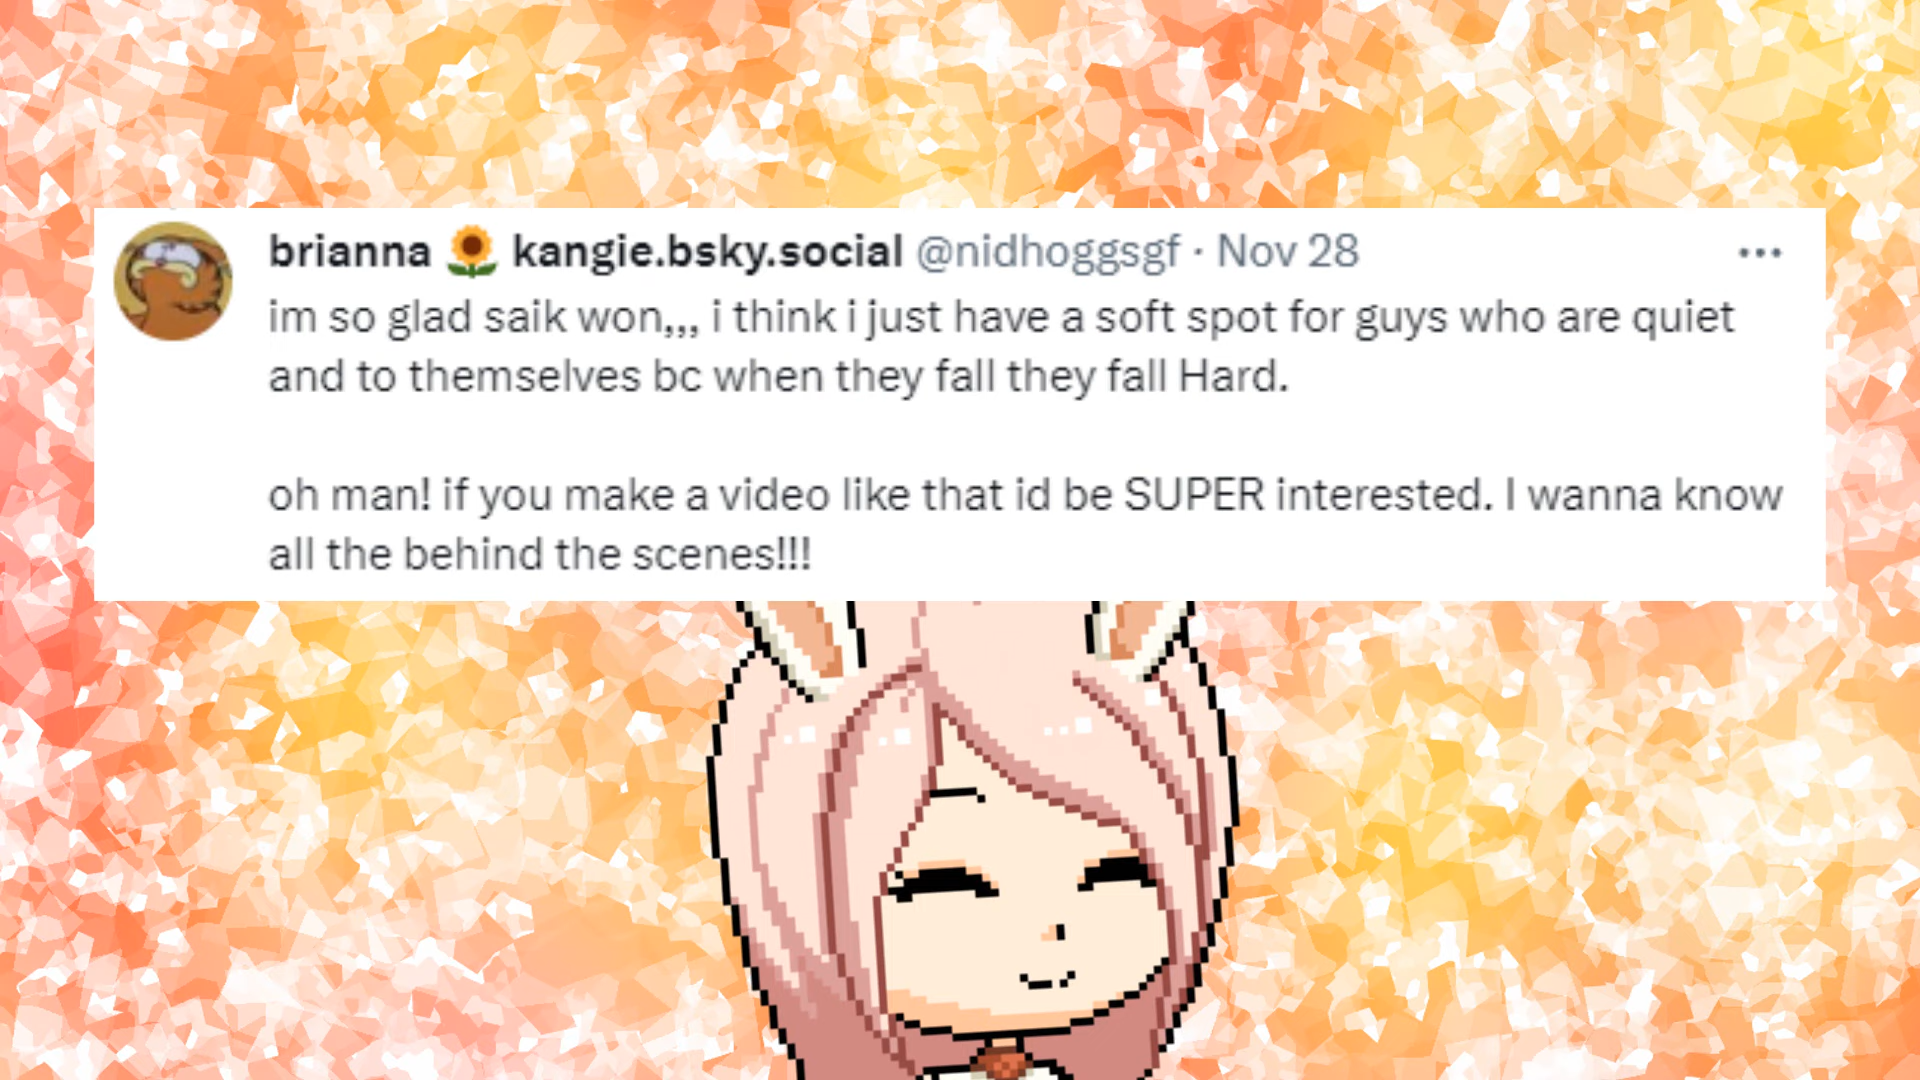 brianna 🌻 kangie.bsky.social @nidhoggsgf · Nov 28
im so glad saik won,,, i think i just have a soft spot for guys who are quiet
and to themselves bc when they fall they fall Hard.
oh man! if you make a video like that id be SUPER interested. I wanna know
all the behind the scenes!!!